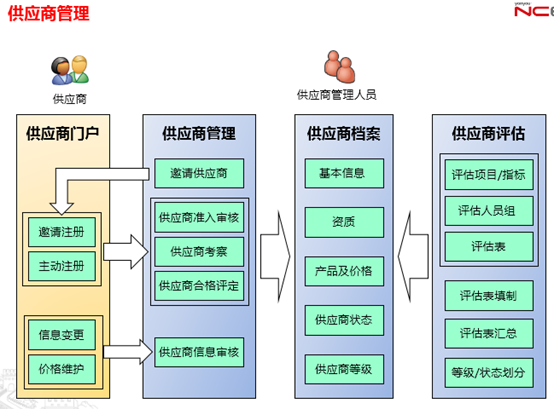 供应商管理
yonyou
NC
供应商
供应商管理人员
供应商门户
邀请注册
主动注册
信息变更
价格维护
供应商管理
邀请供应商
供应商准入审核
供应商考察
供应商合格评定
供应商信息审核
供应商档案
基本信息
资质
产品及价格
供应商状态
供应商等级
供应商评估
评估项目/指标
评估人员组
评估表
评估表填制
评估表汇总
等级/状态划分